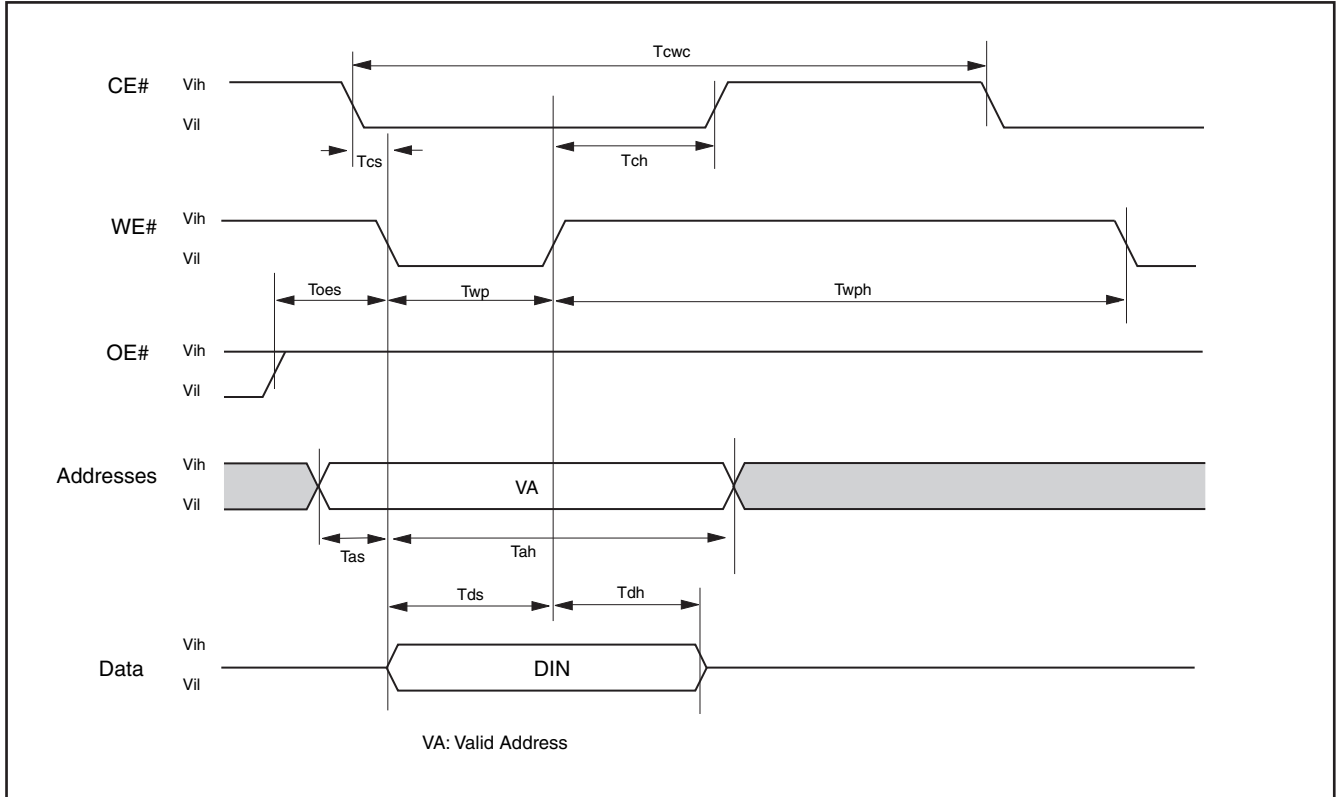 Tcwc
CE#
Vih
Vil
Tcs
Tch
WE#
Vih
Vil
Toes
Twp
Twph
OE#
Vih
Vil
Addresses
Vih
Vil
VA
Tas
Tah
Tds
Tdh
Data
Vih
Vil
DIN
VA: Valid Address